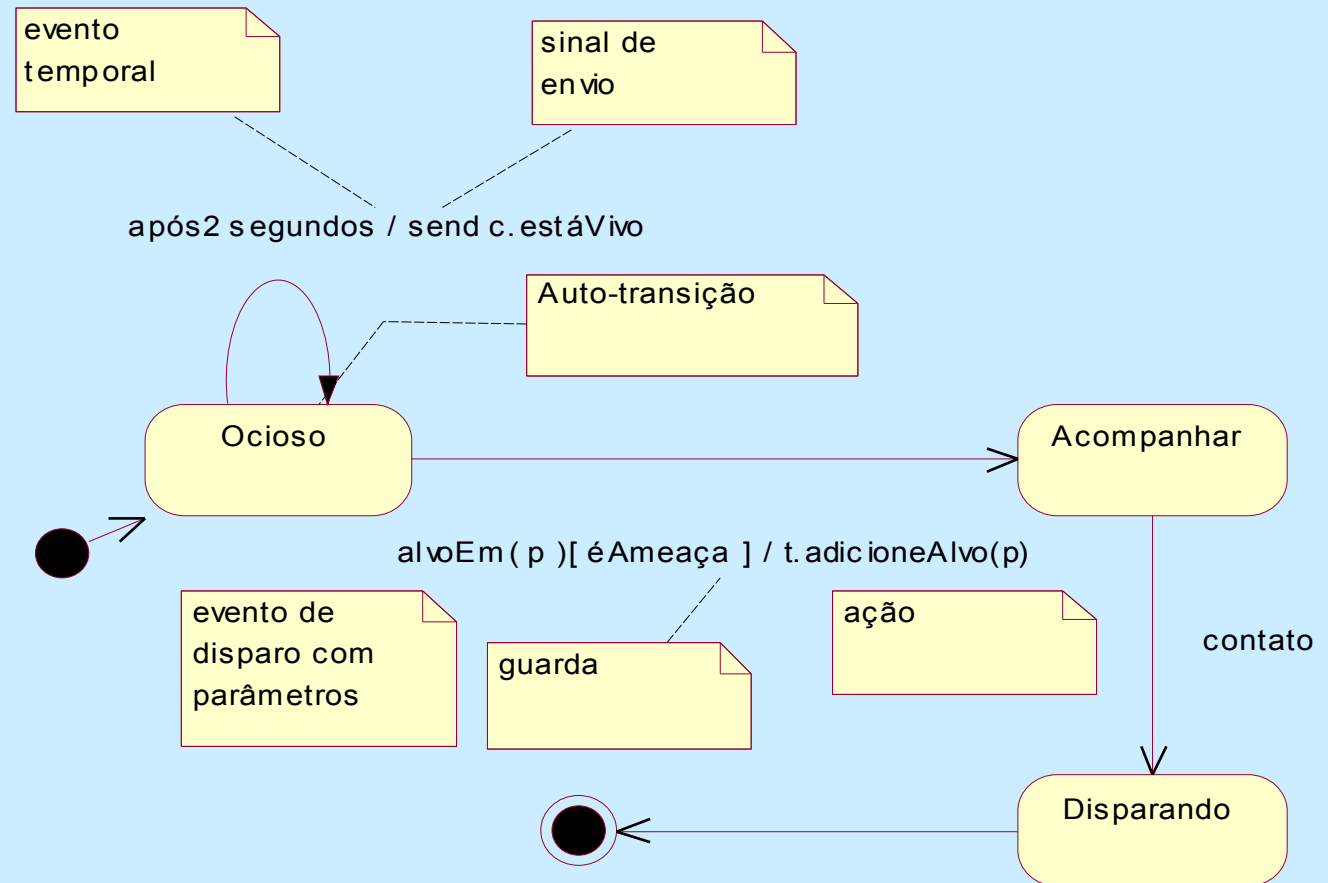 evento
temporal
sinal de
envio
após2 segundos / send c.estáVivo
Auto-transição
Ocioso
Acompanhar
alvoEm( p )[ éAmeaça ] / t.adicioneAlvo(p)
evento de
disparo com
parâmetros
guarda
ação
contato
Disparando